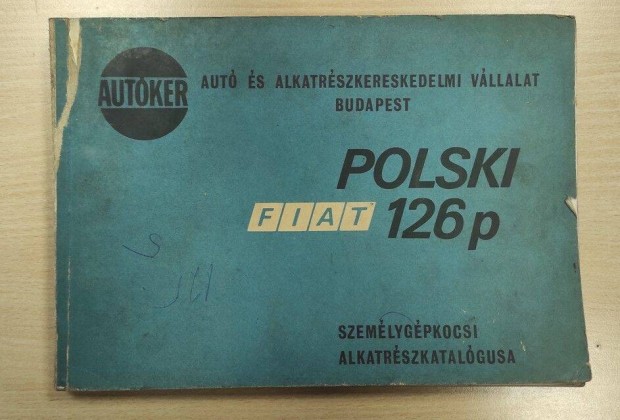 AUTÓKER
AUTÓ ÉS ALKATRÉSZKERESKEDELMI VÁLLALAT
BUDAPEST
POLSKI
FIAT 126p
SZEMÉLYGÉPKOCSI
ALKATRÉSZKATALÓGUSA